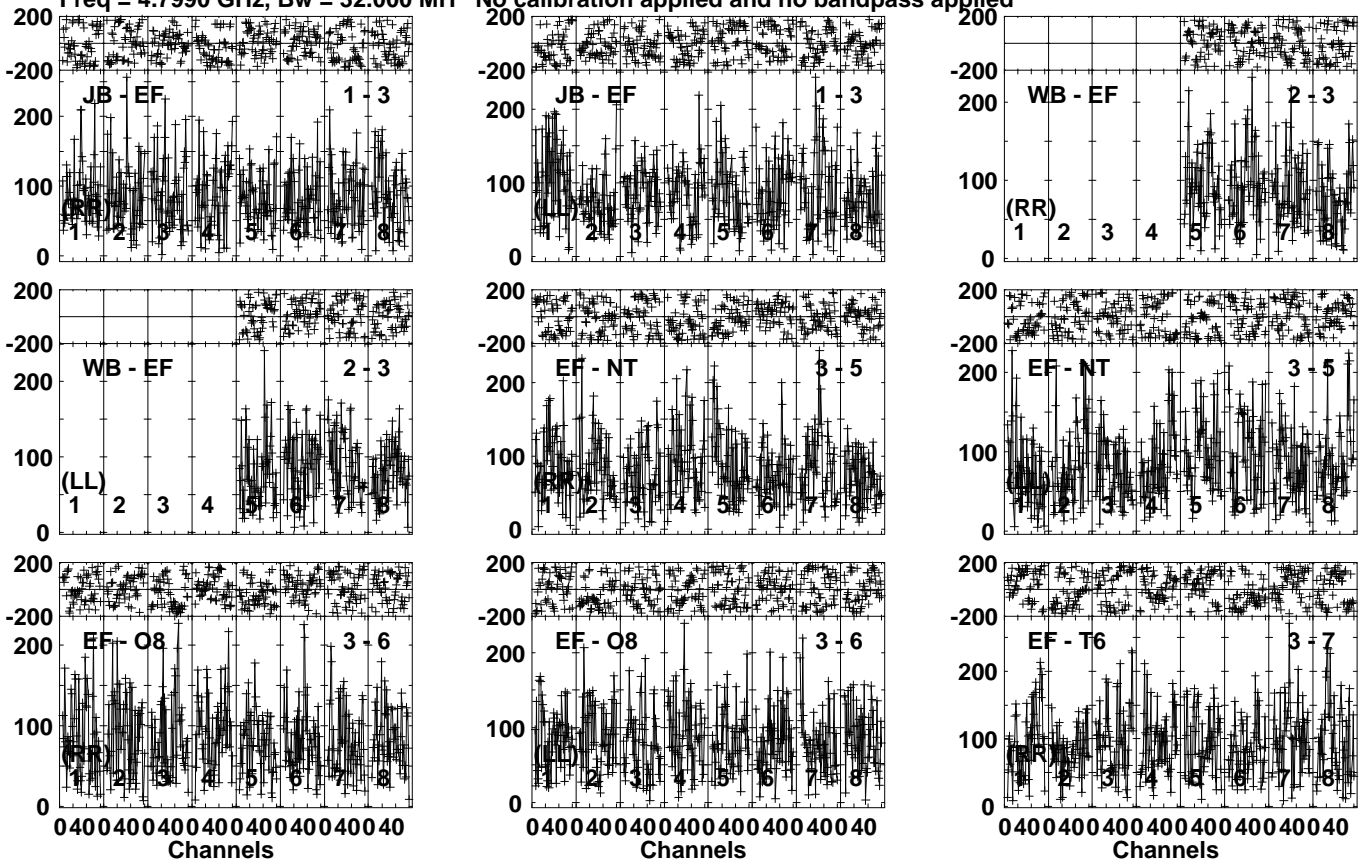 Freq = 4.7990 GHz, Bw = 32.000 MH No calibration applied and no bandpass applied
200 200 200
-200 -200 -200
JB - EF 1 - 3 JB - EF 1 - 3 WB - EF 2 - 3
200 200 200
100 100 100
(RR) (LL) (RR)
1 2 3 4 5 6 7 8 1 2 3 4 5 6 7 8 1 2 3 4 5 6 7 8
0 0 0
200 200 200
-200 -200 -200
WB - EF 2 - 3 EF - NT 3 - 5 EF - NT 3 - 5
200 200 200
100 100 100
(LL) (RR) (LL)
1 2 3 4 5 6 7 8 1 2 3 4 5 6 7 8 1 2 3 4 5 6 7 8
0 0 0
200 200 200
-200 -200 -200
EF - O8 3 - 6 EF - O8 3 - 6 EF - T6 3 - 7
200 200 200
100 100 100
(RR) (LL) (RR)
1 2 3 4 5 6 7 8 1 2 3 4 5 6 7 8 1 2 3 4 5 6 7 8
0 0 0
0 40 0 40 0 40 0 40 0 40 0 40 0 40 0 40 0 40 0 40 0 40 0 40 0 40 0 40 0 40 0 40 0 40 0 40 0 40 0 40 0 40 0 40 0 40 0 40
Channels Channels Channels